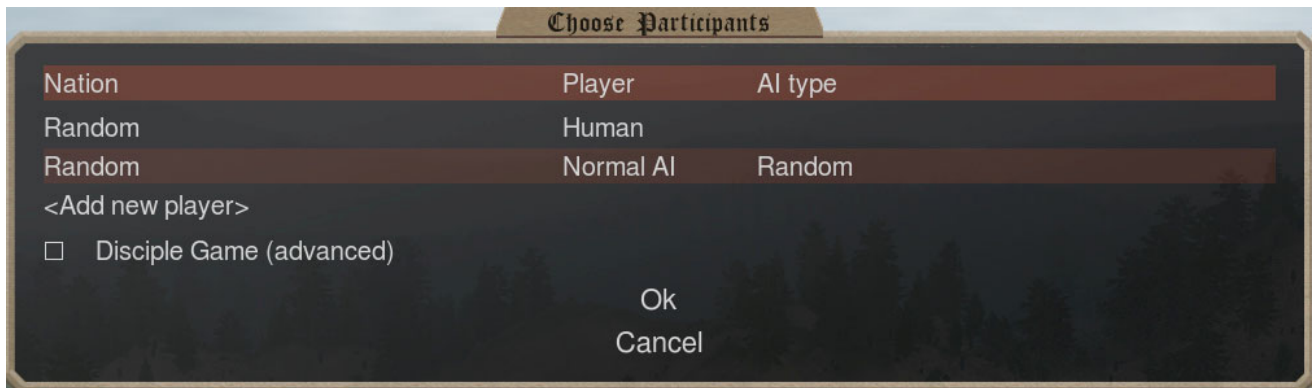 Choose Participants
Nation Player AI type
Random Human
Random Normal AI Random
<Add new player>
Disciple Game (advanced)
Ok
Cancel